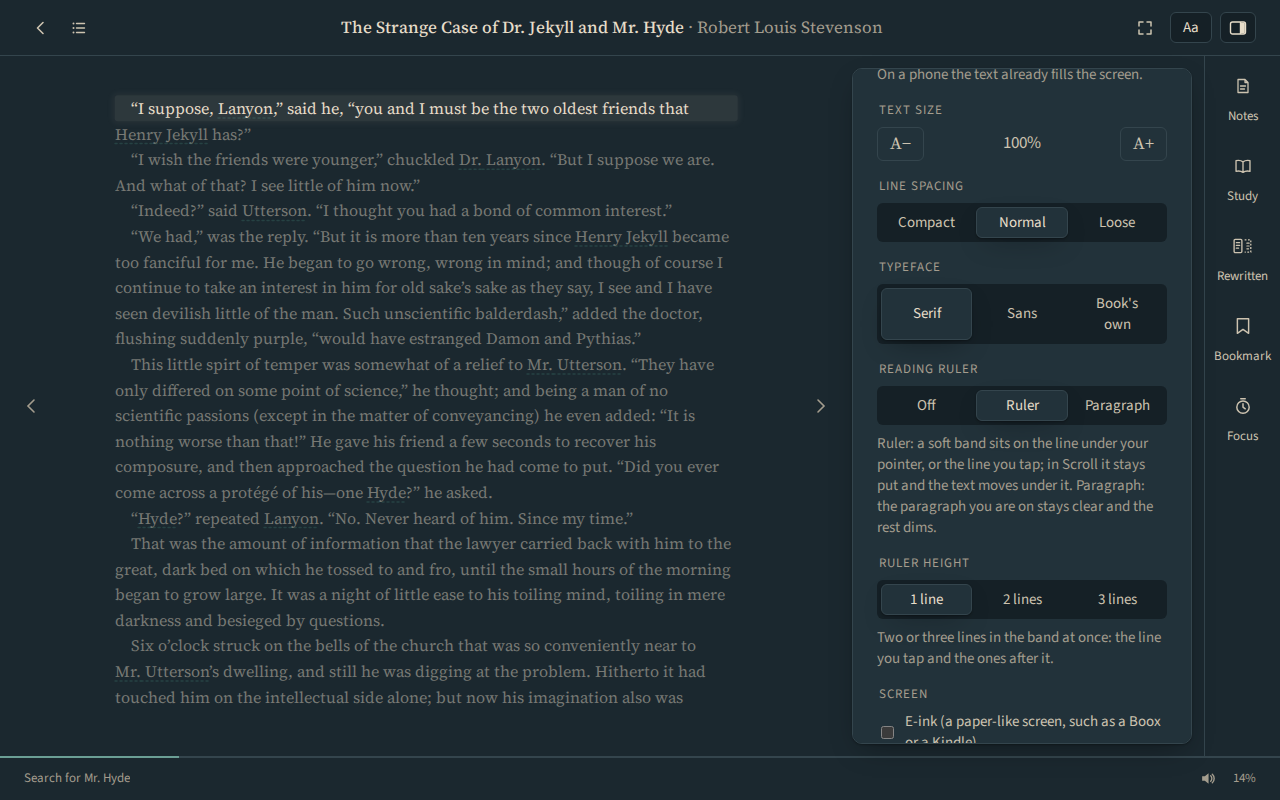 The Strange Case of Dr. Jekyll and Mr. Hyde · Robert Louis Stevenson
Aa
“I suppose, Lanyon,” said he, “you and I must be the two oldest friends that
Henry Jekyll has?”
“I wish the friends were younger,” chuckled Dr. Lanyon. “But I suppose we are.
And what of that? I see little of him now.”
“Indeed?” said Utterson. “I thought you had a bond of common interest.”
“We had,” was the reply. “But it is more than ten years since Henry Jekyll became
too fanciful for me. He began to go wrong, wrong in mind; and though of course I
continue to take an interest in him for old sake’s sake as they say, I see and I have
seen devilish little of the man. Such unscientific balderdash,” added the doctor,
flushing suddenly purple, “would have estranged Damon and Pythias.”
This little spirt of temper was somewhat of a relief to Mr. Utterson. “They have
only differed on some point of science,” he thought; and being a man of no
scientific passions (except in the matter of conveyancing) he even added: “It is
nothing worse than that!” He gave his friend a few seconds to recover his
composure, and then approached the question he had come to put. “Did you ever
come across a protégé of his—one Hyde?” he asked.
“Hyde?” repeated Lanyon. “No. Never heard of him. Since my time.”
That was the amount of information that the lawyer carried back with him to the
great, dark bed on which he tossed to and fro, until the small hours of the morning
began to grow large. It was a night of little ease to his toiling mind, toiling in mere
darkness and besieged by questions.
Six o’clock struck on the bells of the church that was so conveniently near to
Mr. Utterson’s dwelling, and still he was digging at the problem. Hitherto it had
touched him on the intellectual side alone; but now his imagination also was
On a phone the text already fills the screen.
TEXT SIZE
A− 100% A+
LINE SPACING
Compact Normal Loose
TYPEFACE
Serif Sans Book's own
READING RULER
Off Ruler Paragraph
Ruler: a soft band sits on the line under your
pointer, or the line you tap; in Scroll it stays
put and the text moves under it. Paragraph:
the paragraph you are on stays clear and the
rest dims.
RULER HEIGHT
1 line 2 lines 3 lines
Two or three lines in the band at once: the line
you tap and the ones after it.
SCREEN
E-ink (a paper-like screen, such as a Boox
or a Kindle)
Notes
Study
Rewritten
Bookmark
Focus
Search for Mr. Hyde
14%